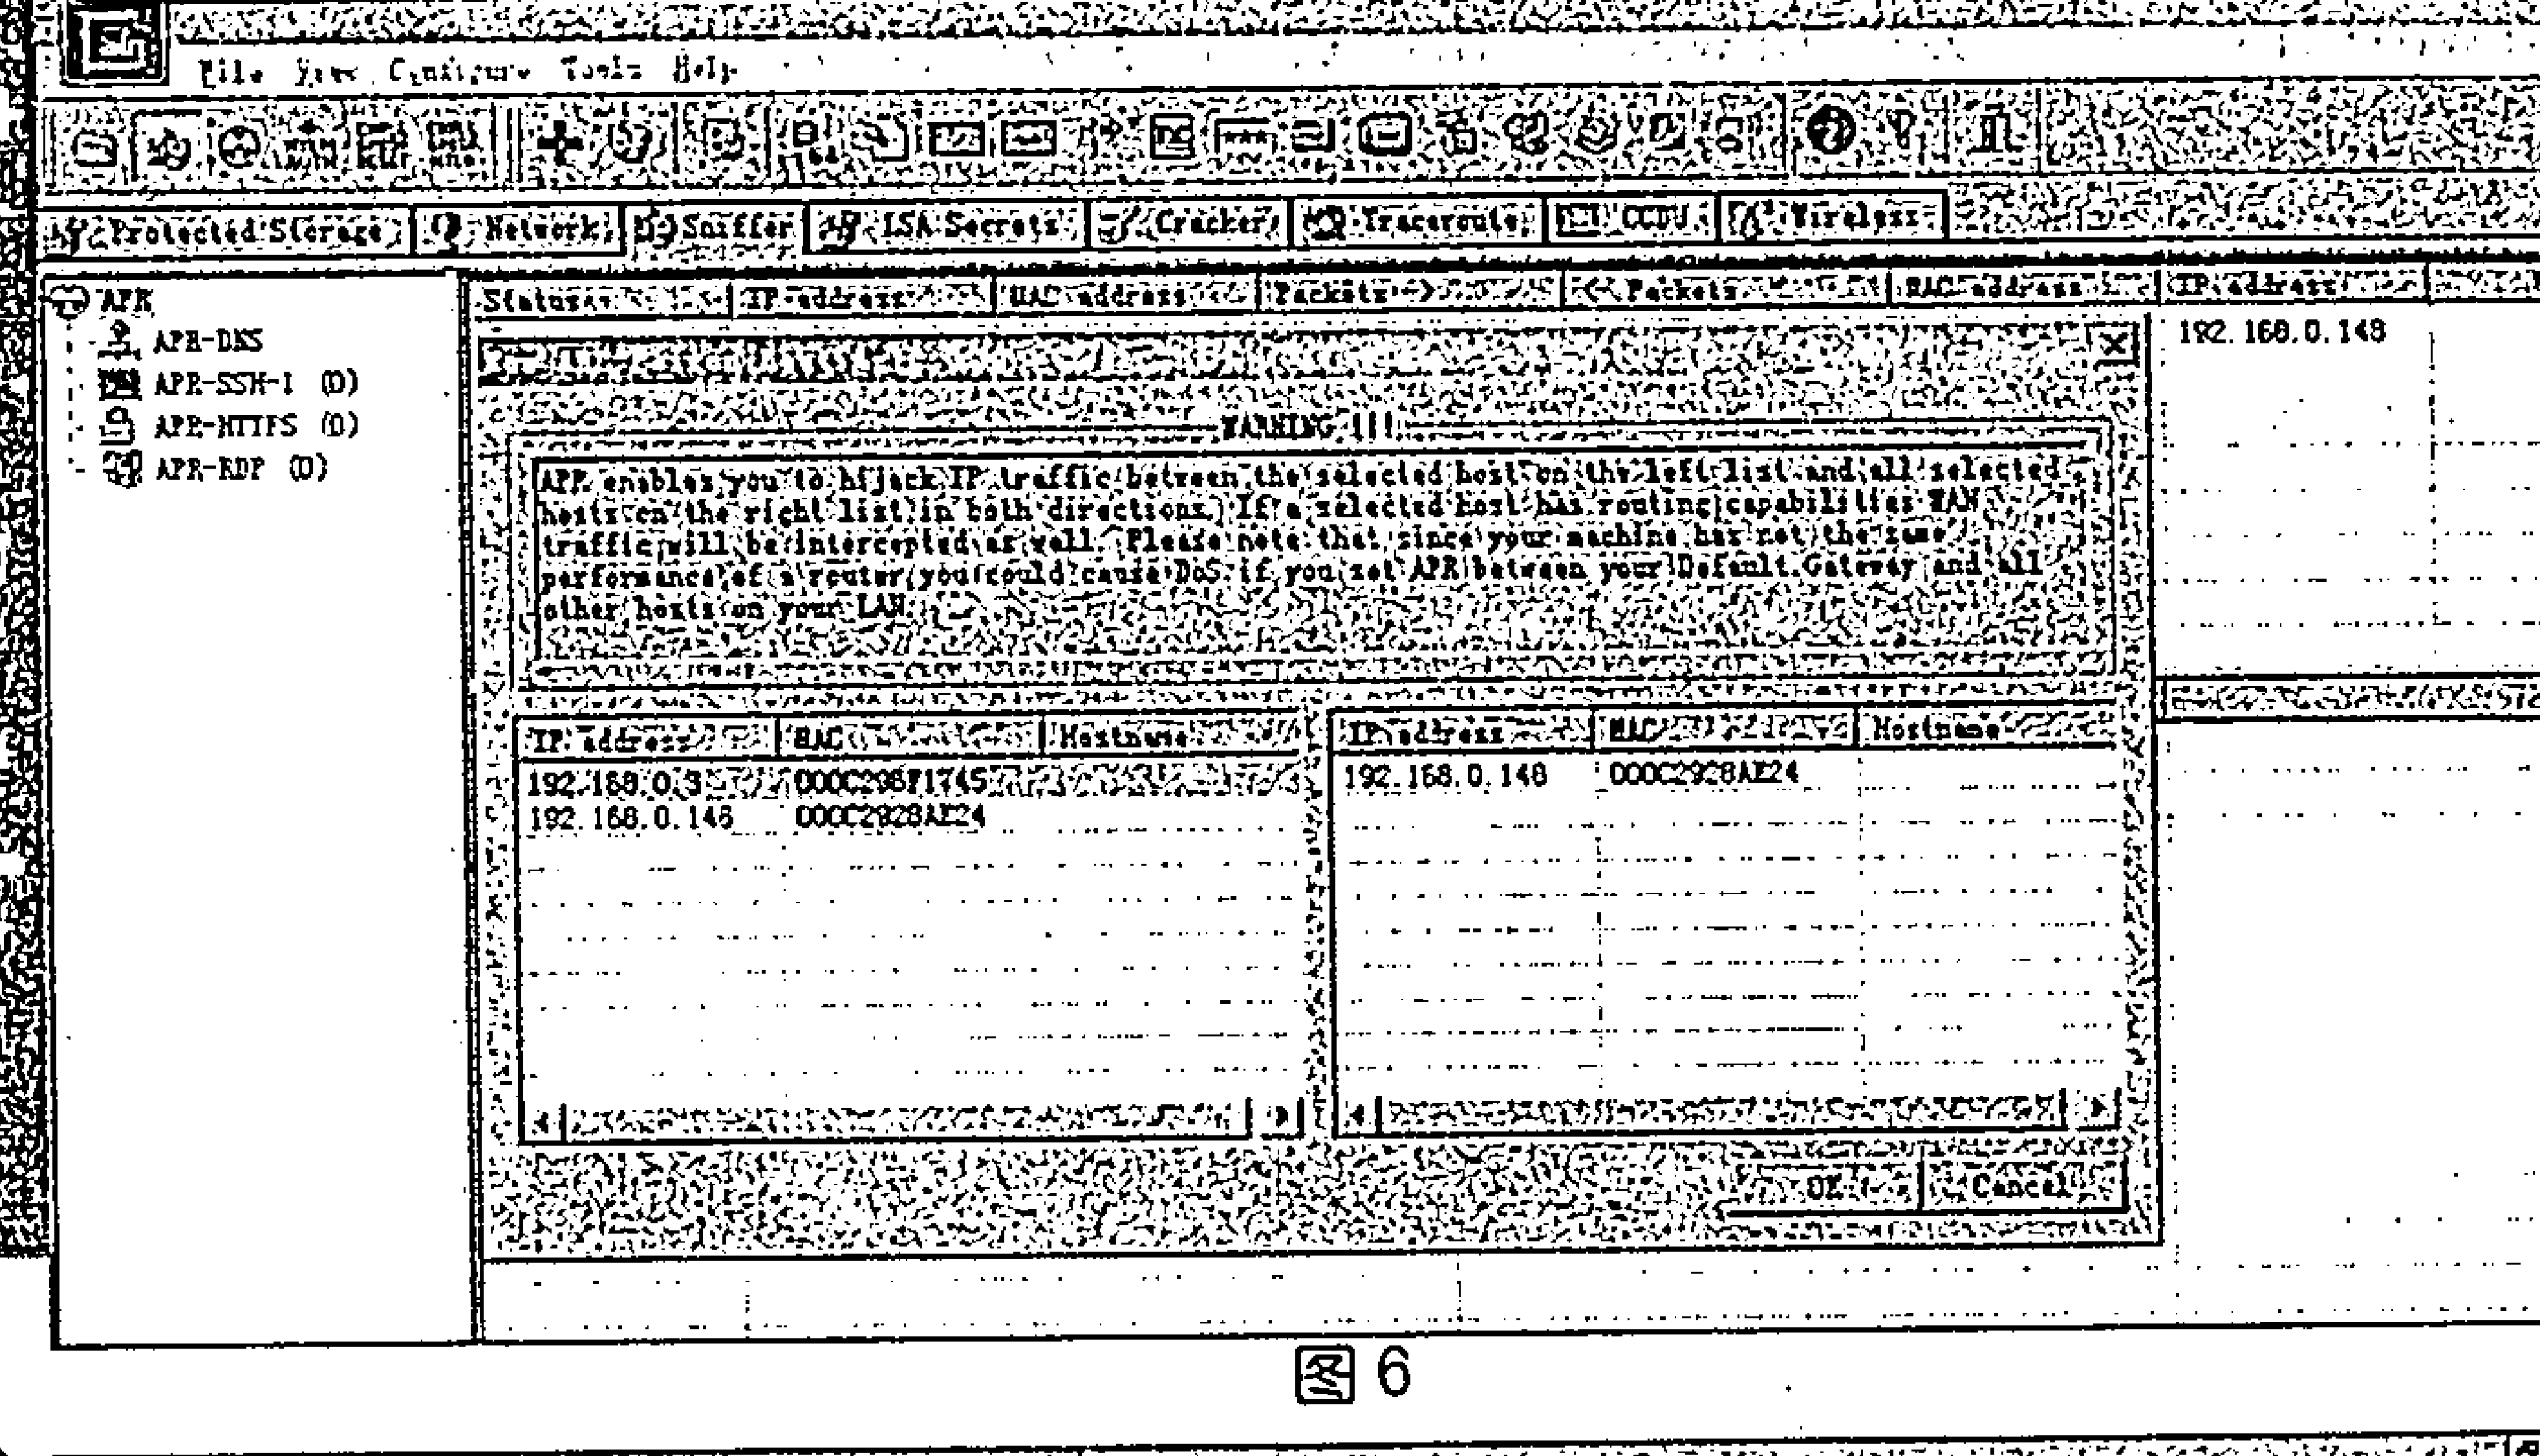 File View Configure Tools Help
Protected Storage Network Sniffer LSA Secrets Cracker Traceroute CCDU Wireless
APR
APR-DNS
APR-SSH-1 (0)
APR-HTTPS (0)
APR-RDP (0)
Status IP address MAC address Packets -> <- Packets MAC address IP address
192.168.0.148
WARNING !!!
APR enables you to hijack IP traffic between the selected host on the left list and all selected
hosts on the right list in both directions. If a selected host has routing capabilities WAN
traffic will be intercepted as well. Please note that since your machine has not the same
performance of a router you could cause DoS if you set APR between your Default Gateway and all
other hosts on your LAN.
IP address MAC Hostname
192.168.0.3
192.168.0.148 000C2928AE24
IP address MAC Hostname
192.168.0.148 000C2928AE24
OK Cancel
图 6